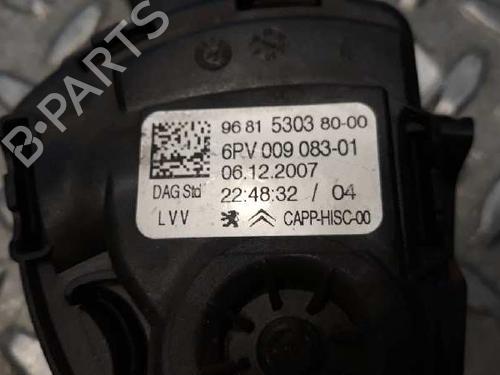 96 81 5303 80-00
6PV 009 083-01
06.12.2007
DAG Std
22:48:32 / 04
LVV
CAPP-HISC-00
B-PARTS